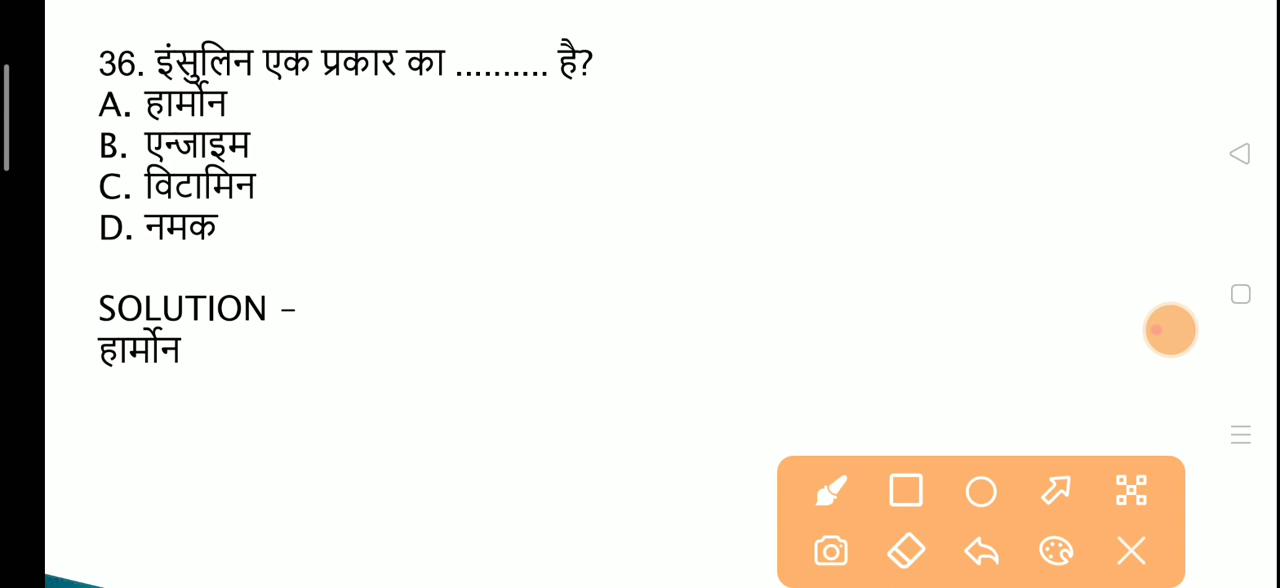 36. इंसुलिन एक प्रकार का .......... है?
A. हार्मोन
B. एन्जाइम
C. विटामिन
D. नमक
SOLUTION –
हार्मोन